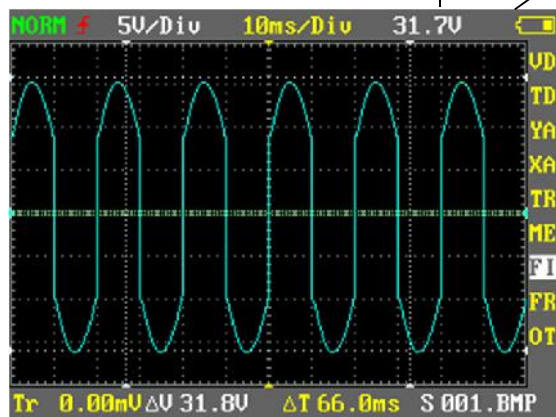 NORM 5V/Div 10ms/Div 31.7V
VD
TD
YA
XA
TR
ME
FI
FR
OT
Tr 0.00mV ΔV 31.8V ΔT 66.0ms S 001.BMP